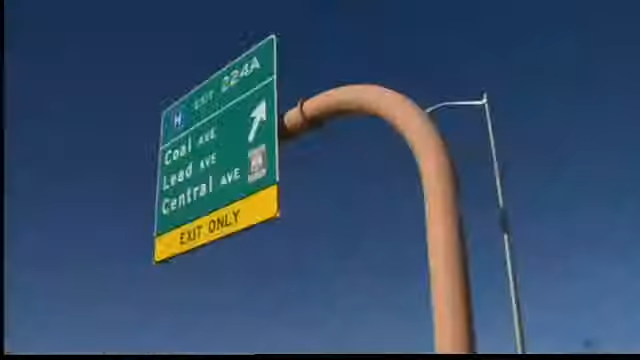 H EXIT 224A
Coal AVE
Lead AVE
Central AVE
EXIT ONLY